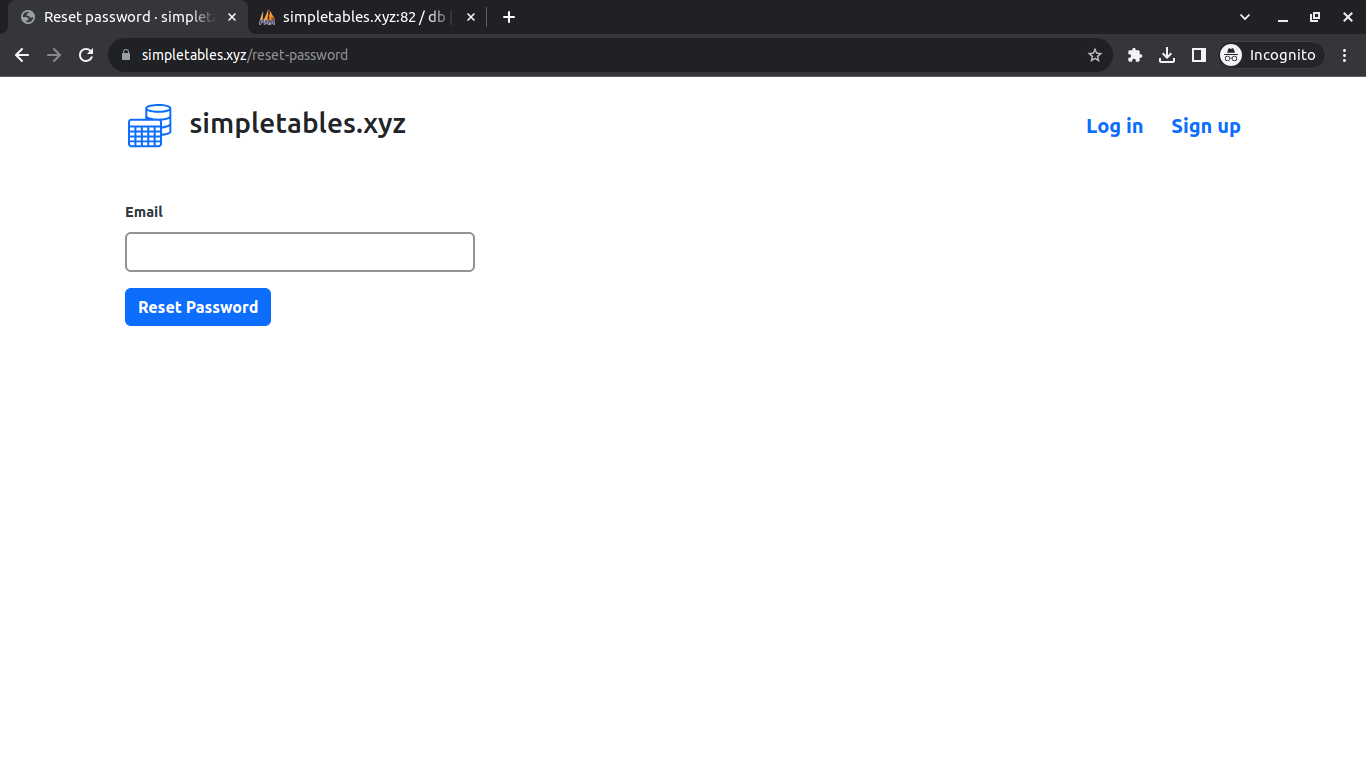 Reset password · simpleta
simpletables.xyz:82 / db |
simpletables.xyz/reset-password
Incognito
simpletables.xyz
Log in
Sign up
Email
Reset Password